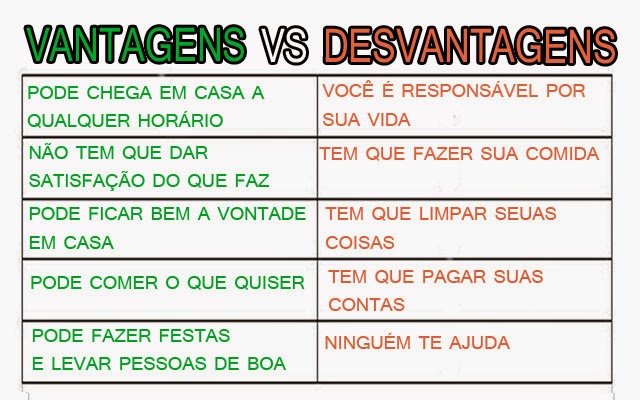 VANTAGENS VS DESVANTAGENS
PODE CHEGA EM CASA A
QUALQUER HORÁRIO
VOCÊ É RESPONSÁVEL POR
SUA VIDA
NÃO TEM QUE DAR
SATISFAÇÃO DO QUE FAZ
TEM QUE FAZER SUA COMIDA
PODE FICAR BEM A VONTADE
EM CASA
TEM QUE LIMPAR SEUAS
COISAS
PODE COMER O QUE QUISER
TEM QUE PAGAR SUAS
CONTAS
PODE FAZER FESTAS
E LEVAR PESSOAS DE BOA
NINGUÉM TE AJUDA